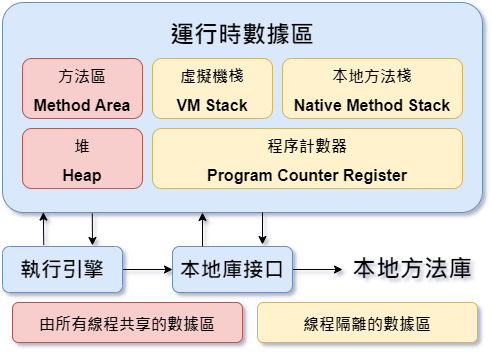 運行時數據區
方法區
Method Area
虛擬機棧
VM Stack
本地方法棧
Native Method Stack
堆
Heap
程序計數器
Program Counter Register
執行引擎
本地庫接口
本地方法庫
由所有線程共享的數據區
線程隔離的數據區